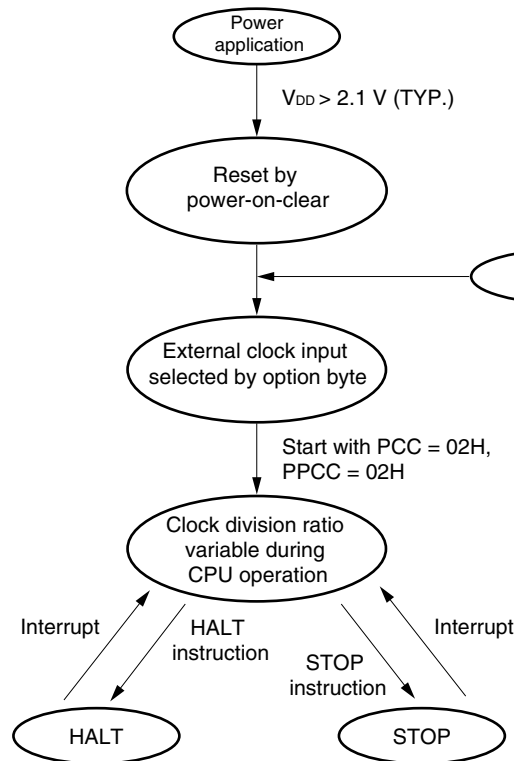 Power
application
VDD > 2.1 V (TYP.)
Reset by
power-on-clear
External clock input
selected by option byte
Start with PCC = 02H,
PPCC = 02H
Clock division ratio
variable during
CPU operation
Interrupt
HALT
instruction
STOP
instruction
Interrupt
HALT
STOP